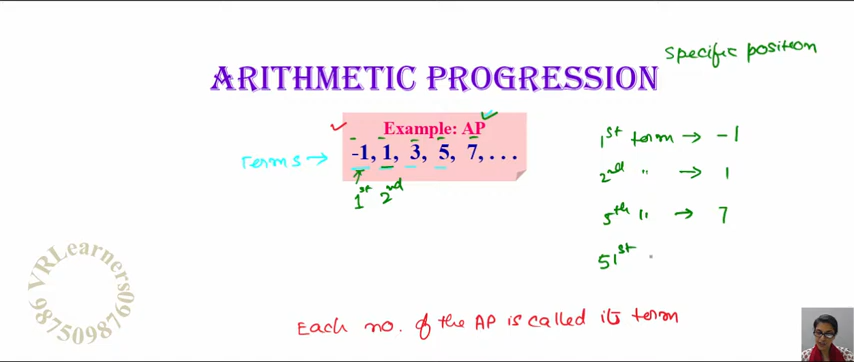 Specific position
ARITHMETIC PROGRESSION
Example: AP
Terms → -1, 1, 3, 5, 7, . . .
1st 2nd
1st term → -1
2nd " → 1
5th " → 7
51st
VRLearners
9875098760
Each no. of the AP is called its term